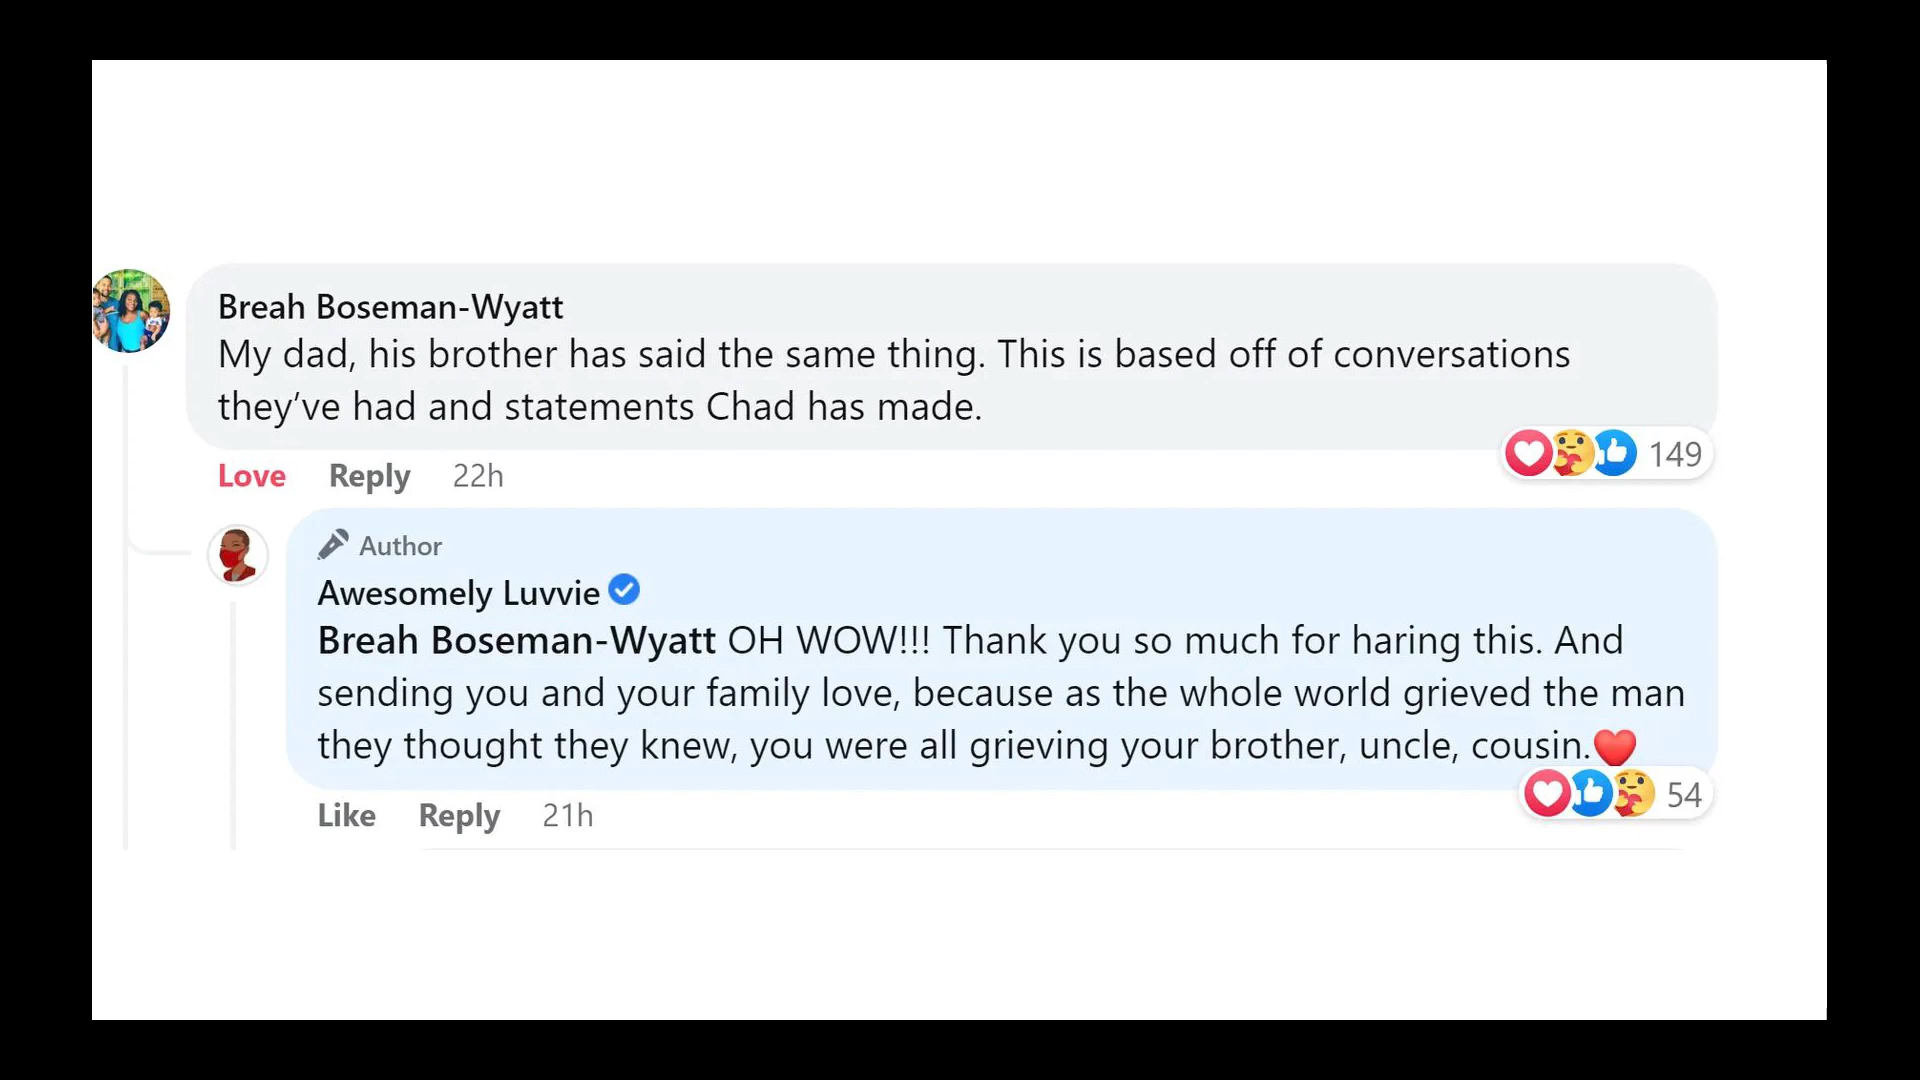 Breah Boseman-Wyatt
My dad, his brother has said the same thing. This is based off of conversations
they’ve had and statements Chad has made.
149
Love Reply 22h
Author
Awesomely Luvvie
Breah Boseman-Wyatt OH WOW!!! Thank you so much for haring this. And
sending you and your family love, because as the whole world grieved the man
they thought they knew, you were all grieving your brother, uncle, cousin.❤️
54
Like Reply 21h